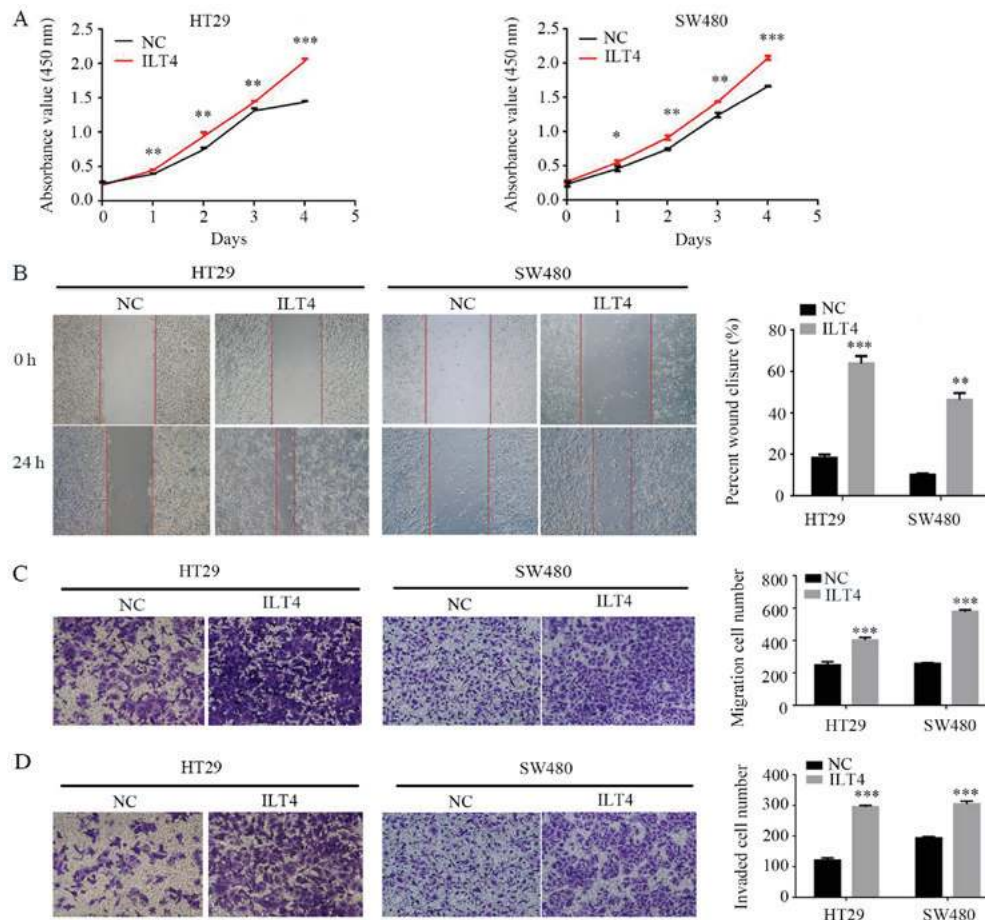 A
HT29
Absorbance value (450 nm)
2.5
2.0
1.5
1.0
0.5
0.0
NC
ILT4
**
**
**
***
0 1 2 3 4 5
Days
SW480
Absorbance value (450 nm)
2.5
2.0
1.5
1.0
0.5
0.0
NC
ILT4
*
**
**
***
0 1 2 3 4 5
Days
B
HT29
SW480
NC ILT4 NC ILT4
0 h
24 h
Percent wound clisure (%)
80
60
40
20
0
NC
ILT4
***
**
HT29 SW480
C
HT29
SW480
NC ILT4 NC ILT4
Migration cell number
800
600
400
200
0
NC
ILT4
***
***
HT29 SW480
D
HT29
SW480
NC ILT4 NC ILT4
Invaded cell number
400
300
200
100
0
NC
ILT4
***
***
HT29 SW480